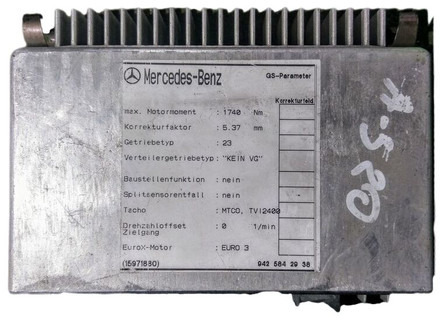 Mercedes-Benz GS-Parameter
Korrekturfeld
max. Motormoment : 1740 Nm
Korrekturfaktor : 5.37 mm
Getriebetyp : 23
Verteilergetriebetyp: "KEIN VG"
Baustellenfunktion : nein
Splitsensorentfall : nein -
Tacho : MTCO, TV12400
Drehzahloffset : 0 1/min
Zielgang
EuroX-Motor : EURO 3
(15971880) 942 584 29 38